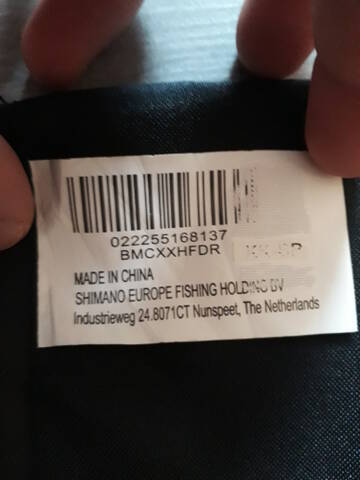 022255168137
BMCXXHFDR
MADE IN CHINA
SHIMANO EUROPE FISHING HOLDING BV
Industrieweg 24.8071CT Nunspeet, The Netherlands